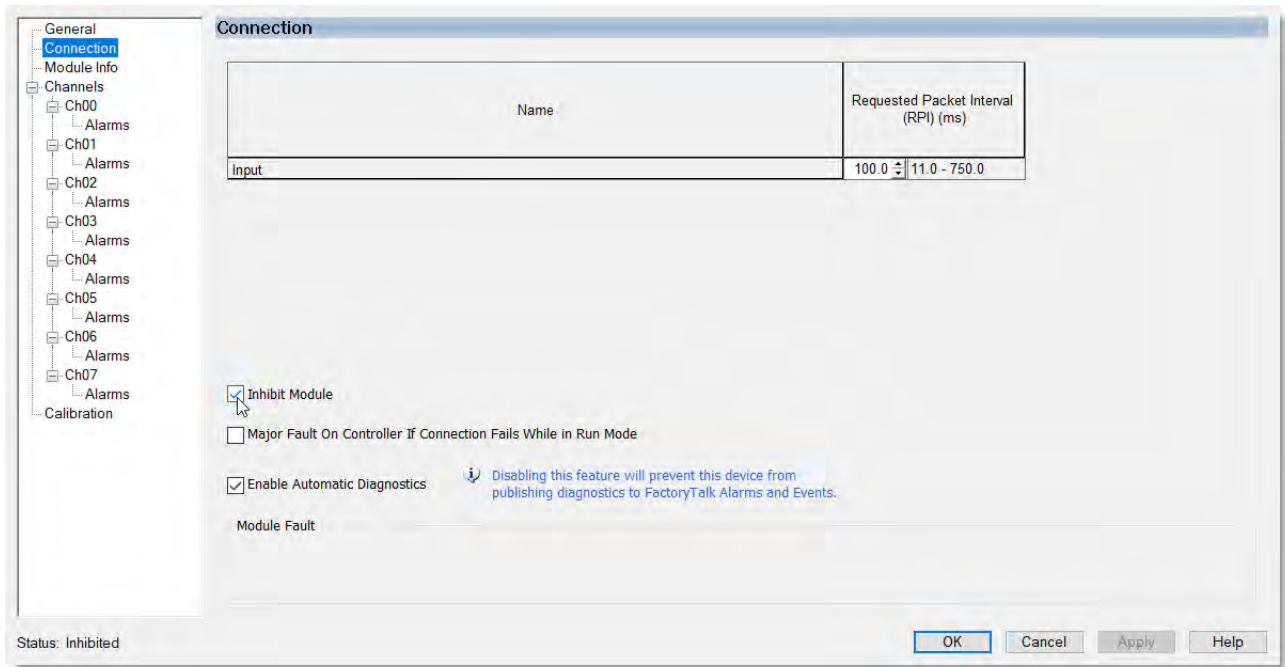 General
Connection
Module Info
Channels
Ch00
Alarms
Ch01
Alarms
Ch02
Alarms
Ch03
Alarms
Ch04
Alarms
Ch05
Alarms
Ch06
Alarms
Ch07
Alarms
Calibration
Connection
Name
Requested Packet Interval
(RPI) (ms)
Input
100.0 11.0 - 750.0
Inhibit Module
Major Fault On Controller If Connection Fails While in Run Mode
Enable Automatic Diagnostics
Disabling this feature will prevent this device from
publishing diagnostics to FactoryTalk Alarms and Events.
Module Fault
Status: Inhibited
OK Cancel Apply Help